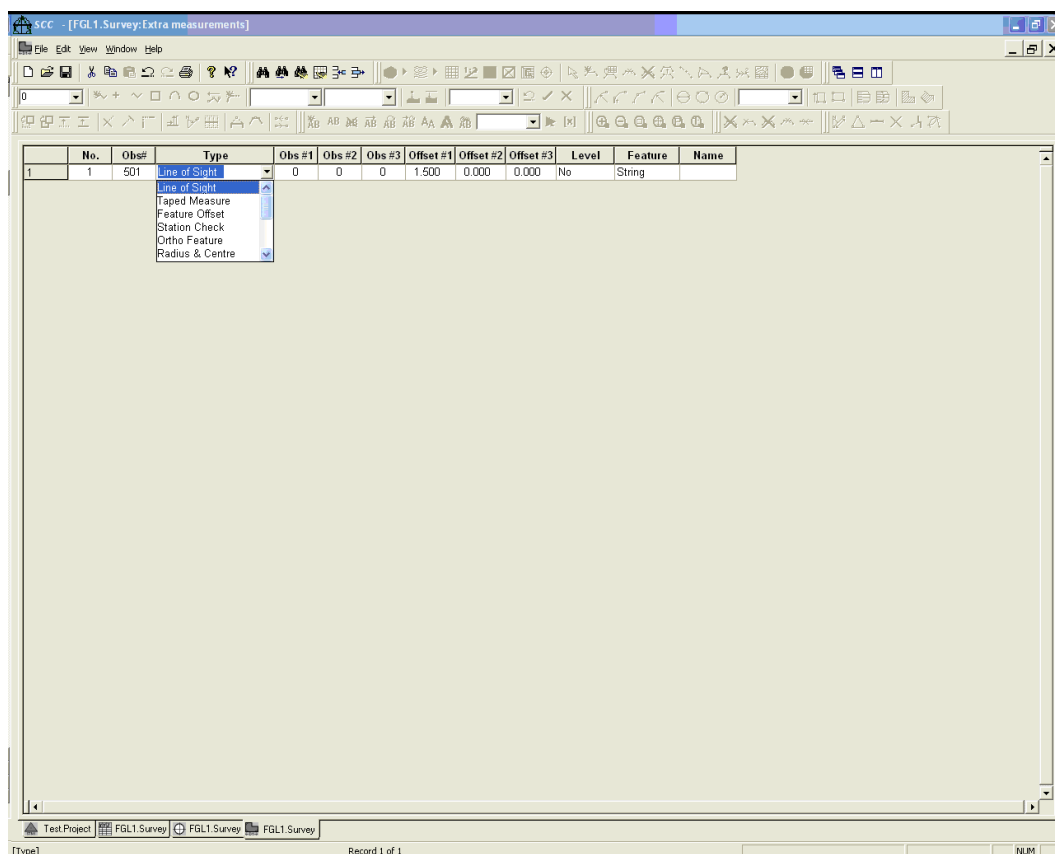 SCC - [FGL1.Survey:Extra measurements]
File Edit View Window Help
0
No. Obs# Type Obs #1 Obs #2 Obs #3 Offset #1 Offset #2 Offset #3 Level Feature Name
1 1 501 Line of Sight 0 0 0 1.500 0.000 0.000 No String
Line of Sight
Taped Measure
Feature Offset
Station Check
Ortho Feature
Radius & Centre
Test.Project FGL1.Survey FGL1.Survey FGL1.Survey
[Type] Record 1 of 1 NUM